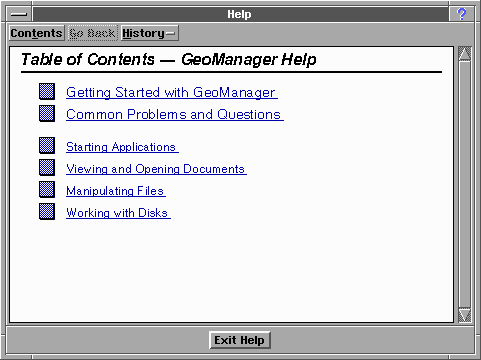 Help
?
Contents Go Back History
Table of Contents — GeoManager Help
Getting Started with GeoManager
Common Problems and Questions
Starting Applications
Viewing and Opening Documents
Manipulating Files
Working with Disks
Exit Help